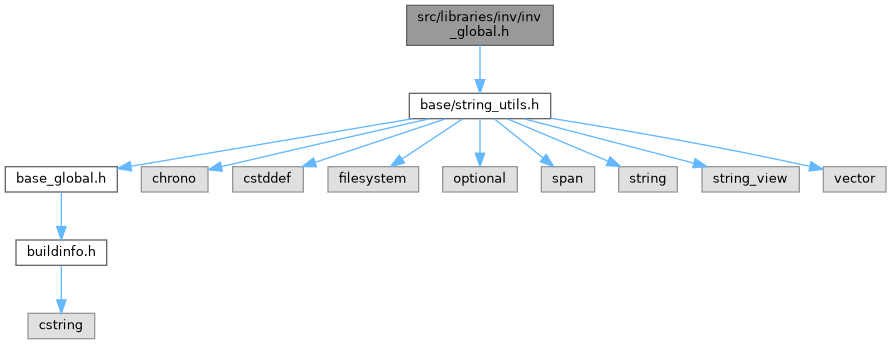 src/libraries/inv/inv
_global.h
base/string_utils.h
base_global.h
chrono
cstddef
filesystem
optional
span
string
string_view
vector
buildinfo.h
cstring